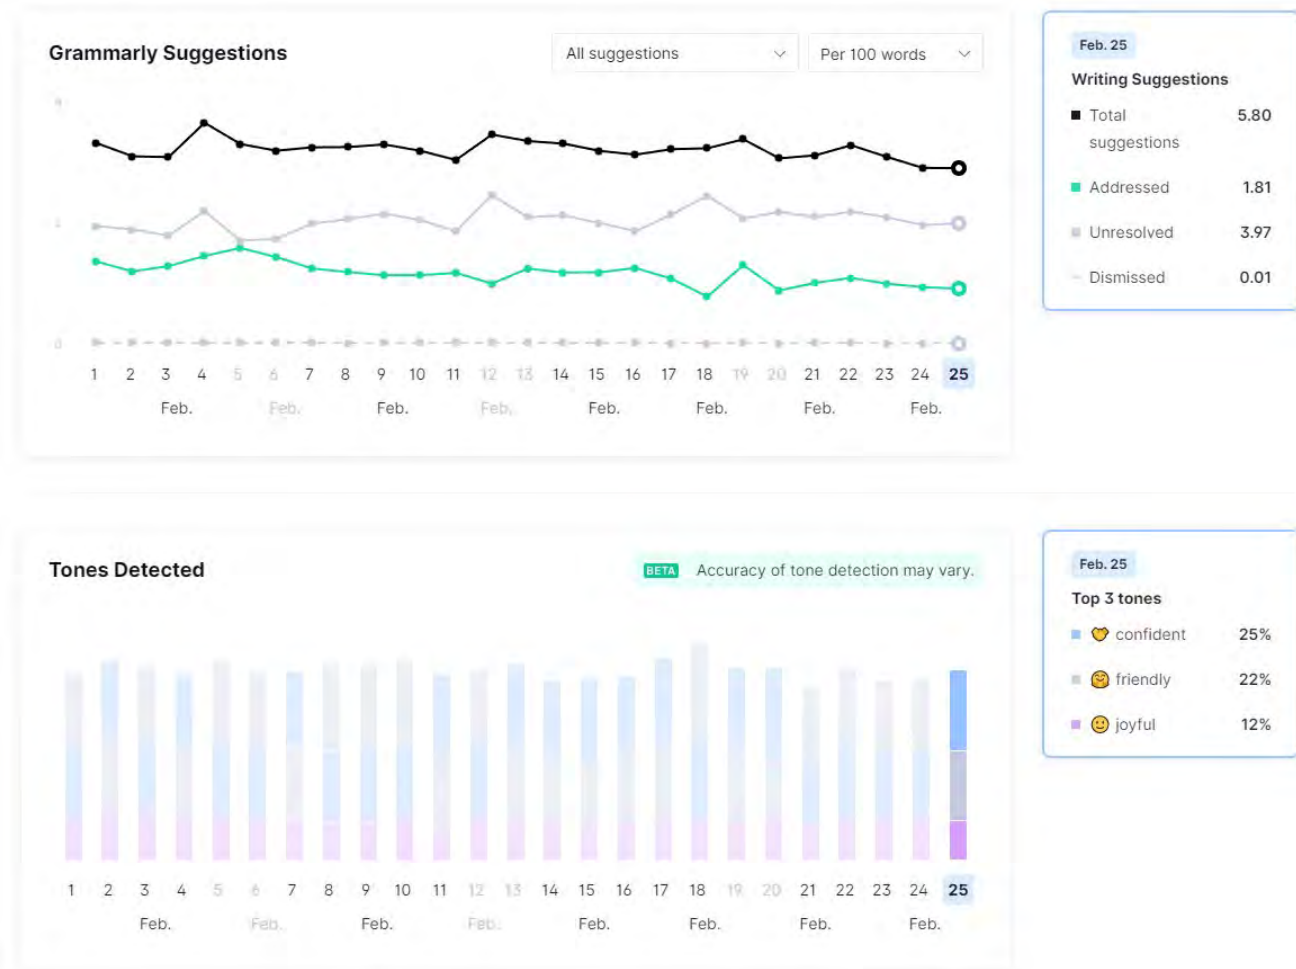 Grammarly Suggestions
All suggestions
Per 100 words
0
1 2 3 4 5 6 7 8 9 10 11 12 13 14 15 16 17 18 19 20 21 22 23 24 25
Feb. Feb. Feb. Feb. Feb. Feb. Feb. Feb.
Feb. 25
Writing Suggestions
Total 5.80
suggestions
Addressed 1.81
Unresolved 3.97
Dismissed 0.01
Tones Detected
BETA Accuracy of tone detection may vary.
1 2 3 4 5 6 7 8 9 10 11 12 13 14 15 16 17 18 19 20 21 22 23 24 25
Feb. Feb. Feb. Feb. Feb. Feb. Feb. Feb.
Feb. 25
Top 3 tones
confident 25%
friendly 22%
joyful 12%